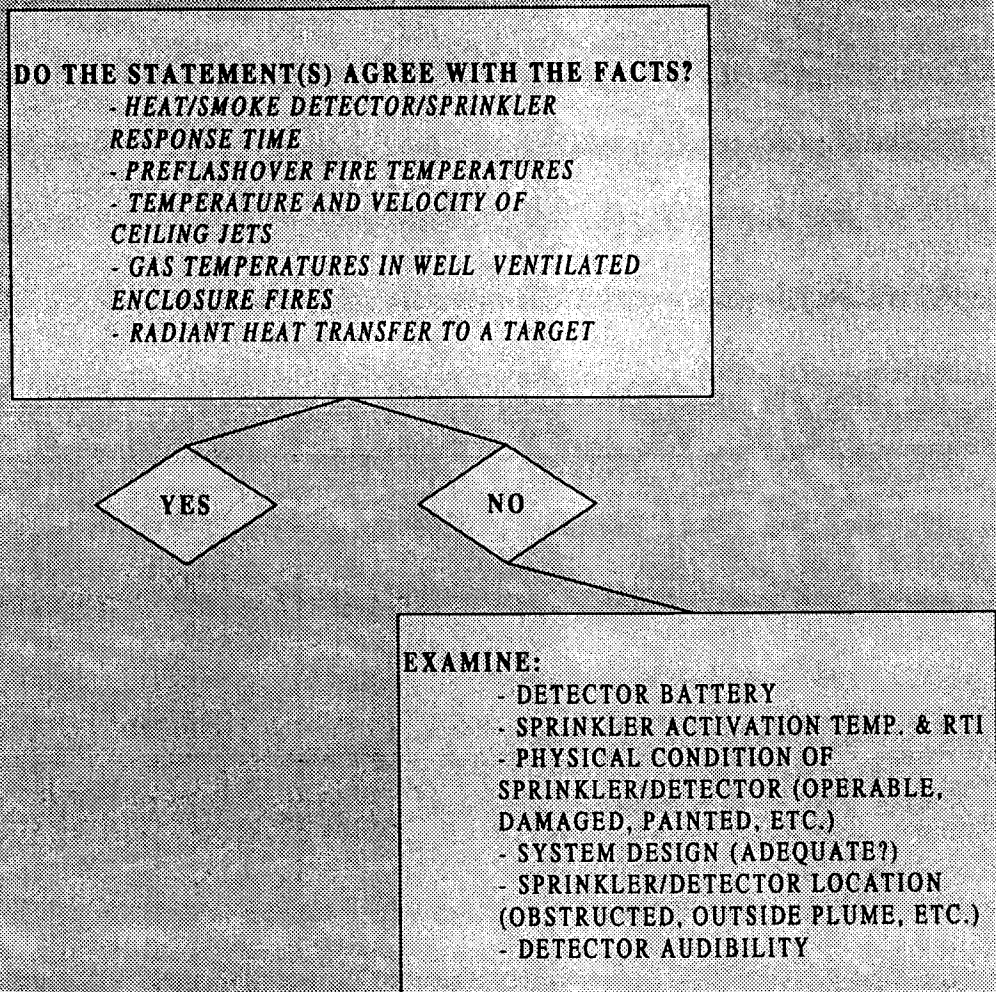 DO THE STATEMENT(S) AGREE WITH THE FACTS?
- HEAT/SMOKE DETECTOR/SPRINKLER
RESPONSE TIME
- PREFLASHOVER FIRE TEMPERATURES
- TEMPERATURE AND VELOCITY OF
CEILING JETS
- GAS TEMPERATURES IN WELL VENTILATED
ENCLOSURE FIRES
- RADIANT HEAT TRANSFER TO A TARGET
YES
NO
EXAMINE:
- DETECTOR BATTERY
- SPRINKLER ACTIVATION TEMP. & RTI
- PHYSICAL CONDITION OF
SPRINKLER/DETECTOR (OPERABLE,
DAMAGED, PAINTED, ETC.)
- SYSTEM DESIGN (ADEQUATE?)
- SPRINKLER/DETECTOR LOCATION
(OBSTRUCTED, OUTSIDE PLUME, ETC.)
- DETECTOR AUDIBILITY